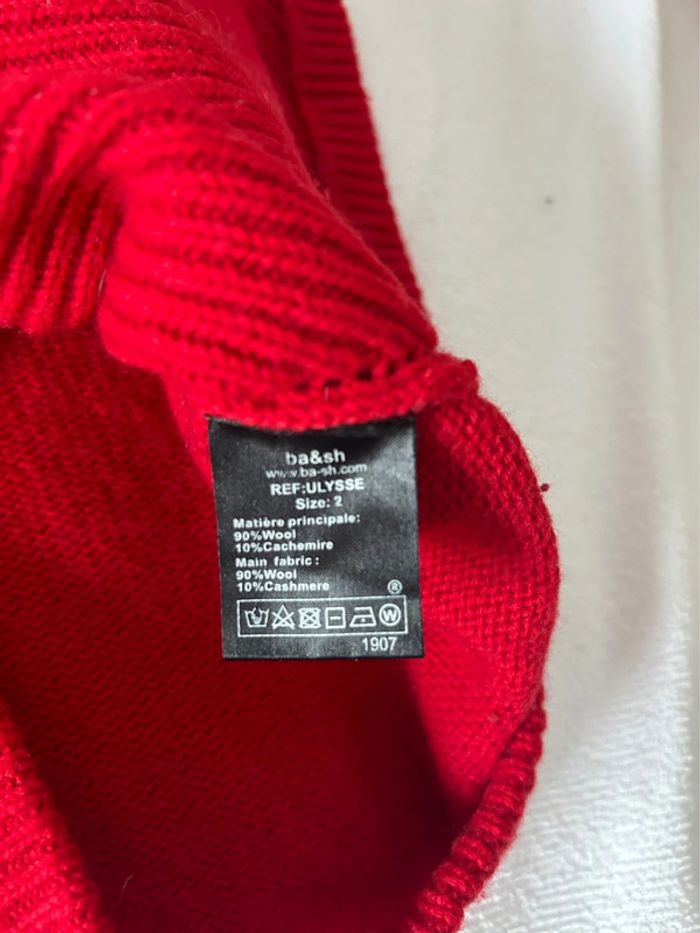 ba&sh
www.ba-sh.com
REF:ULYSSE
Size: 2
Matière principale:
90%Wool
10%Cachemire
Main fabric :
90%Wool
10%Cashmere
®
W
1907